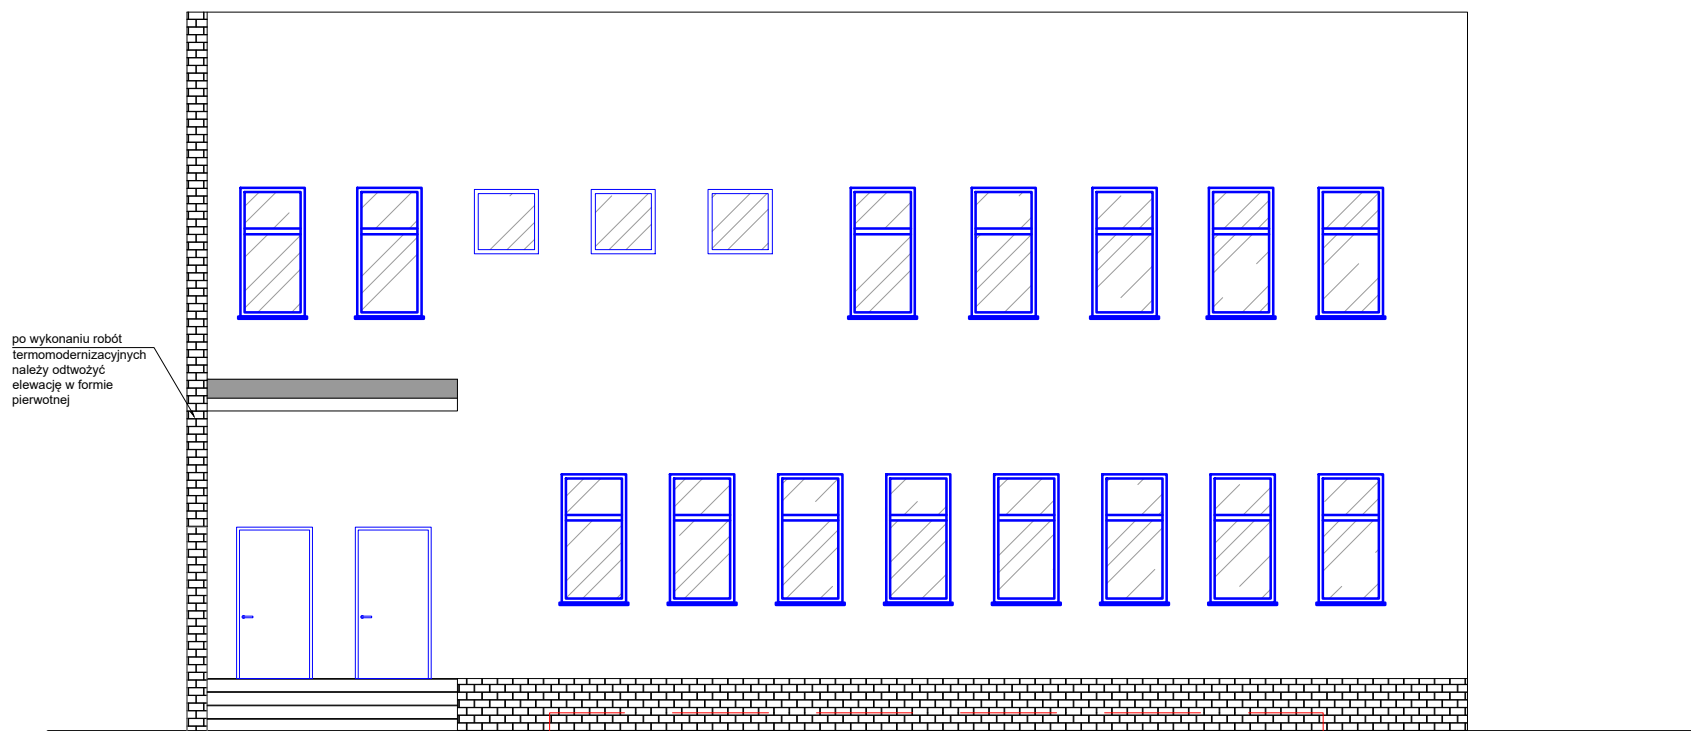 po wykonaniu robót
termomodernizacyjnych
należy odtwożyć
elewację w formie
pierwotnej